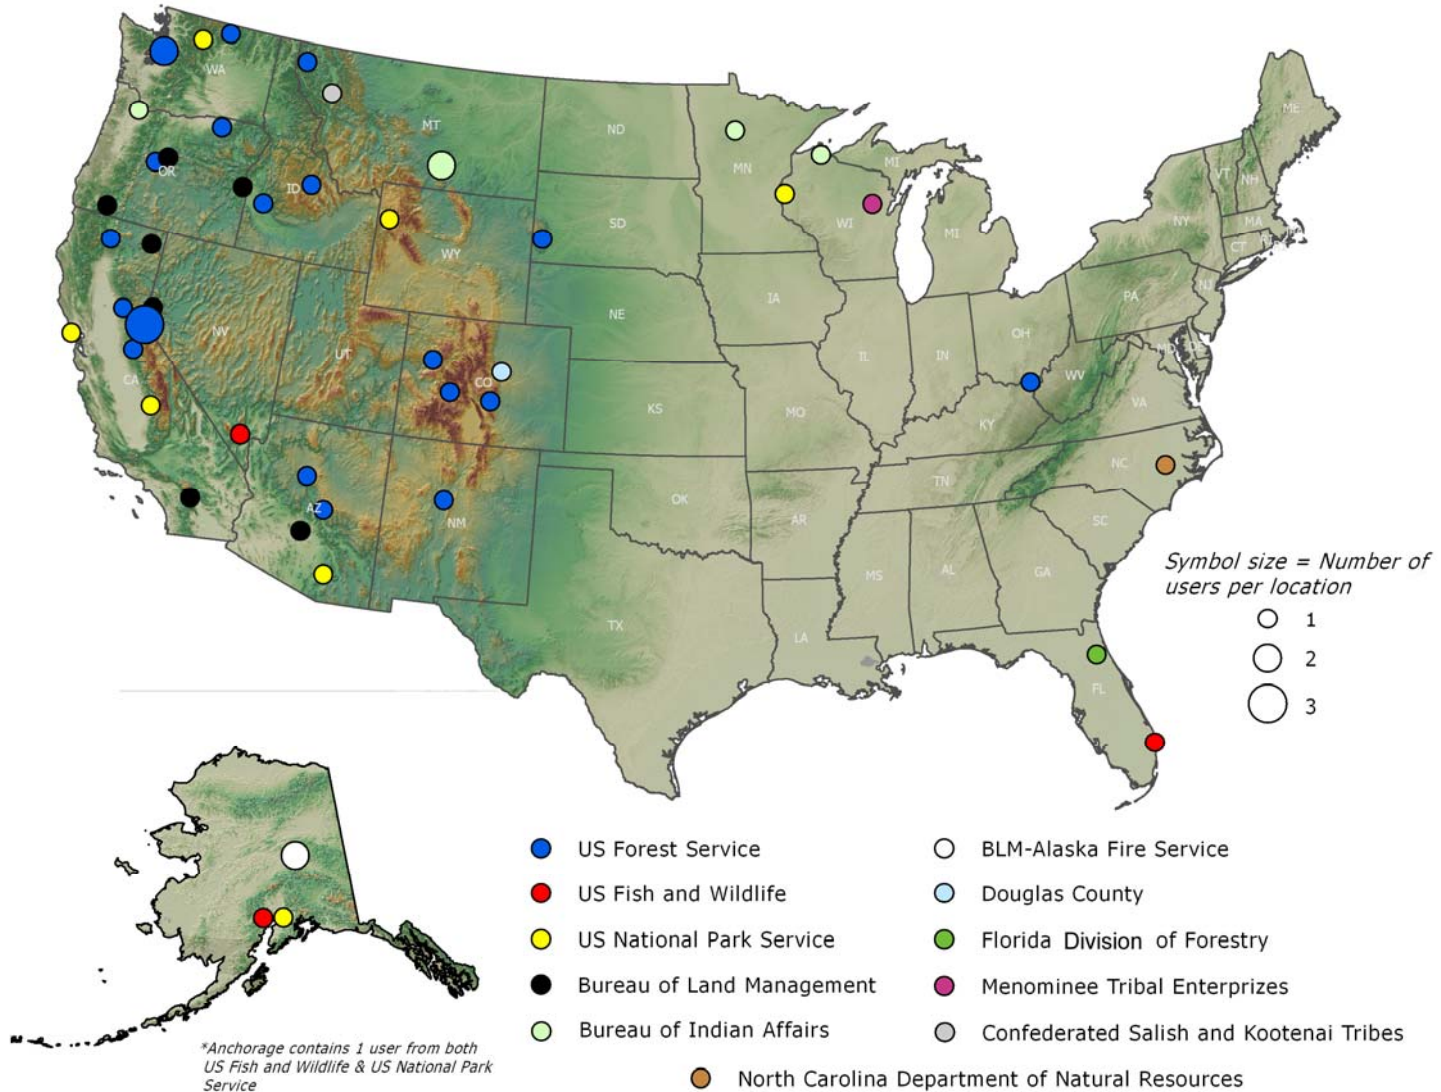 WA
MT
ND
MN
MI
ME
VT
NH
OR
ID
SD
WI
MI
NY
MA
CT
RI
WY
IA
PA
NJ
NE
NV
UT
CA
CO
IL
IN
OH
MD
DE
WV
VA
KS
MO
KY
AZ
NM
OK
AR
TN
NC
SC
MS
AL
GA
TX
LA
FL
Symbol size = Number of
users per location
1
2
3
US Forest Service
US Fish and Wildlife
US National Park Service
Bureau of Land Management
Bureau of Indian Affairs
BLM-Alaska Fire Service
Douglas County
Florida Division of Forestry
Menominee Tribal Enterprizes
Confederated Salish and Kootenai Tribes
North Carolina Department of Natural Resources
*Anchorage contains 1 user from both
US Fish and Wildlife & US National Park
Service